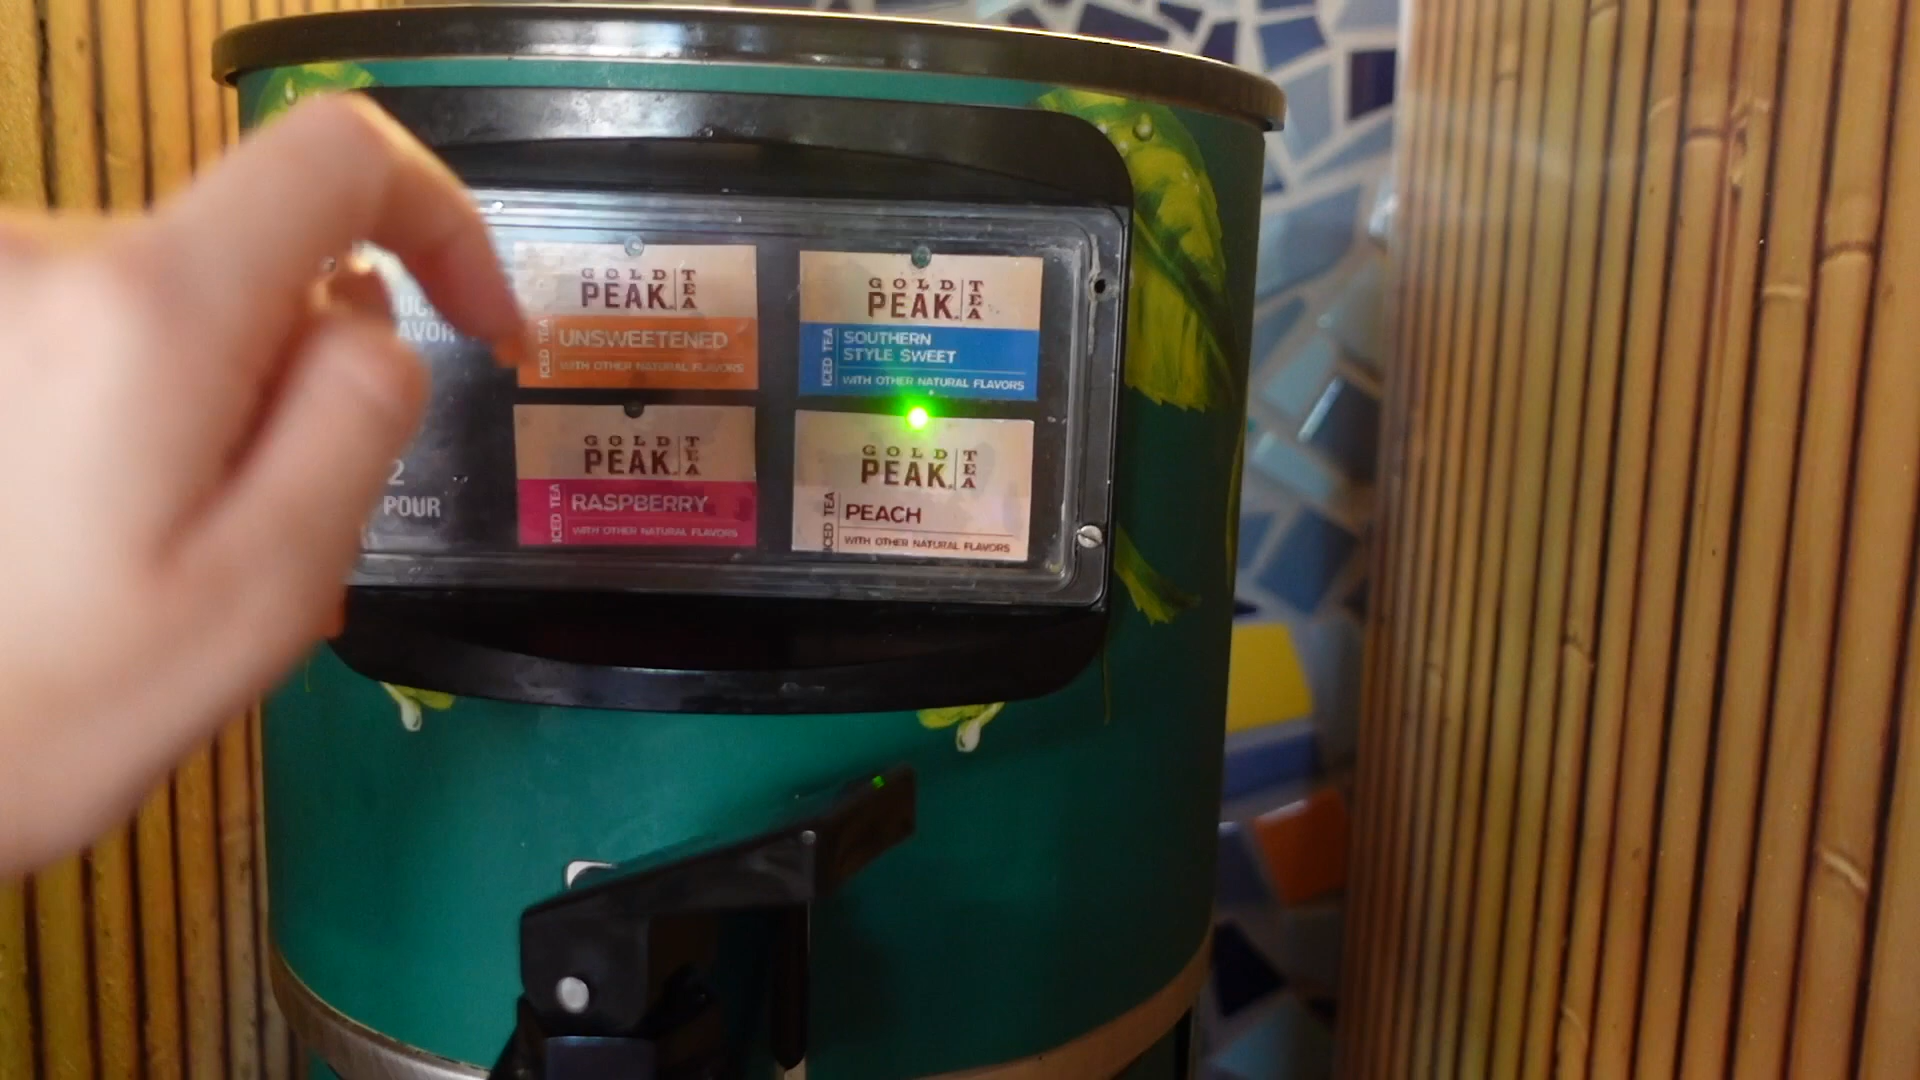 GOLD PEAK. TEA
ICED TEA
UNSWEETENED
WITH OTHER NATURAL FLAVORS
GOLD PEAK. TEA
ICED TEA
SOUTHERN
STYLE SWEET
WITH OTHER NATURAL FLAVORS
GOLD PEAK. TEA
ICED TEA
RASPBERRY
WITH OTHER NATURAL FLAVORS
GOLD PEAK. TEA
ICED TEA
PEACH
WITH OTHER NATURAL FLAVORS
2
POUR